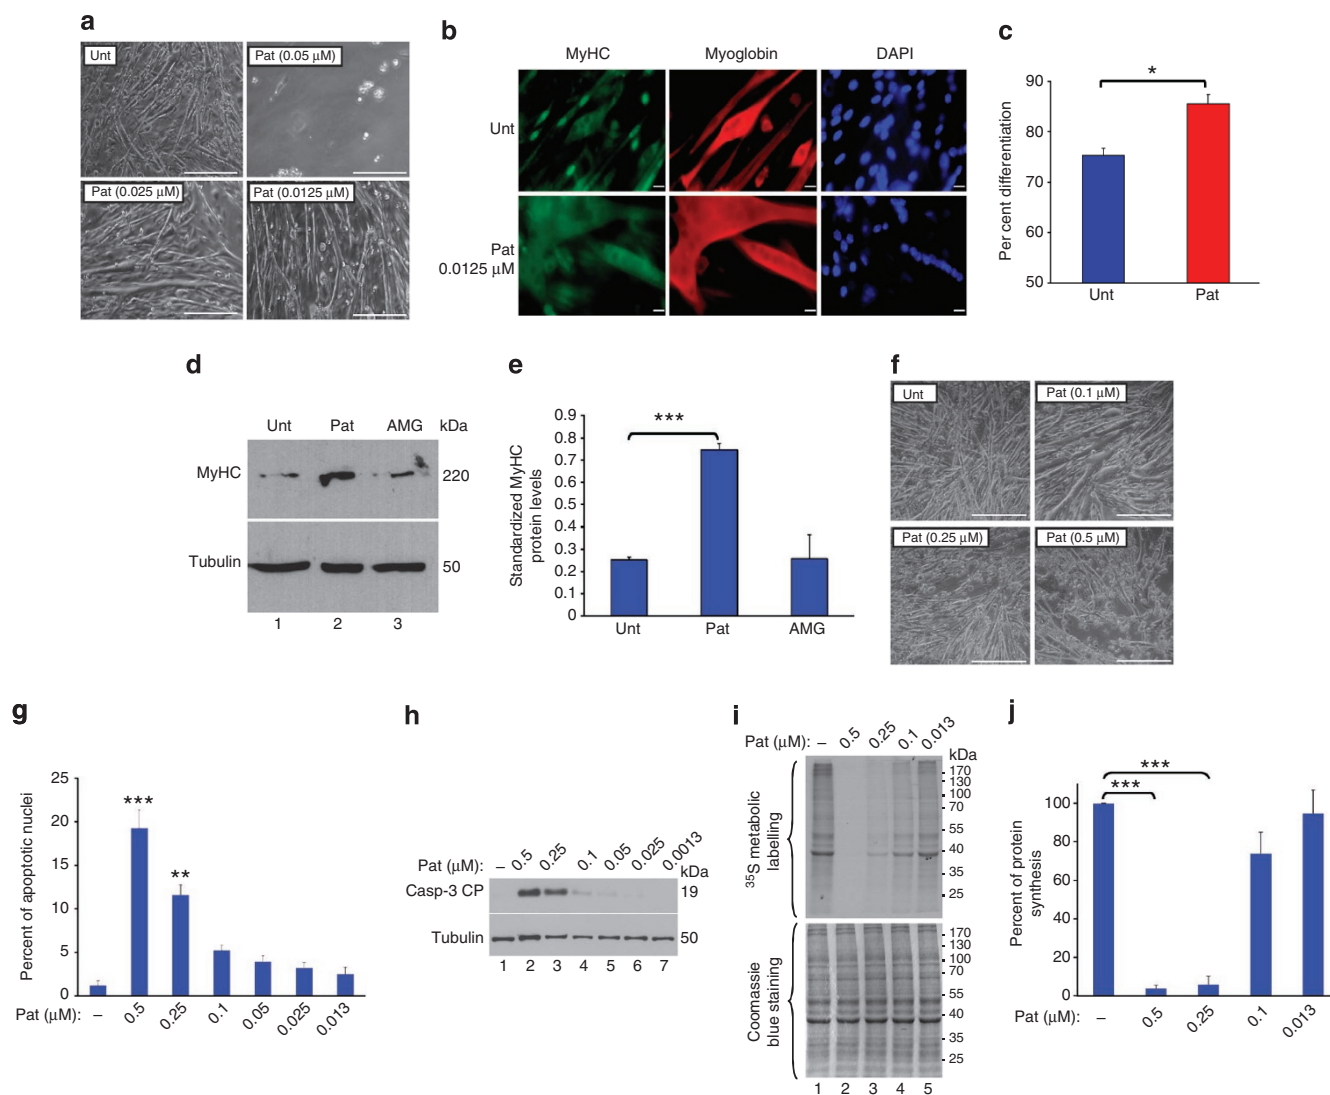 a
Unt
Pat (0.05 µM)
Pat (0.025 µM)
Pat (0.0125 µM)
b
MyHC Myoglobin DAPI
Unt
Pat
0.0125 µM
c
*
Per cent differentiation
90
80
70
60
50
Unt Pat
d
Unt Pat AMG kDa
MyHC 220
Tubulin 50
1 2 3
e
***
Standardized MyHC
protein levels
0.9
0.8
0.7
0.6
0.5
0.4
0.3
0.2
0.1
0
Unt Pat AMG
f
Unt
Pat (0.1 µM)
Pat (0.25 µM)
Pat (0.5 µM)
g
Percent of apoptotic nuclei
25
20
15
10
5
0
***
**
Pat (µM): – 0.5 0.25 0.1 0.05 0.025 0.013
h
Pat (µM): – 0.5 0.25 0.1 0.05 0.025 0.0013
kDa
Casp-3 CP 19
Tubulin 50
1 2 3 4 5 6 7
i
Pat (µM): – 0.5 0.25 0.1 0.013
kDa
35S metabolic
labelling
170
130
100
70
55
40
35
25
Coomassie
blue staining
170
130
100
70
55
40
35
25
1 2 3 4 5
j
***
***
Percent of protein
synthesis
100
80
60
40
20
0
Pat (µM): – 0.5 0.25 0.1 0.013